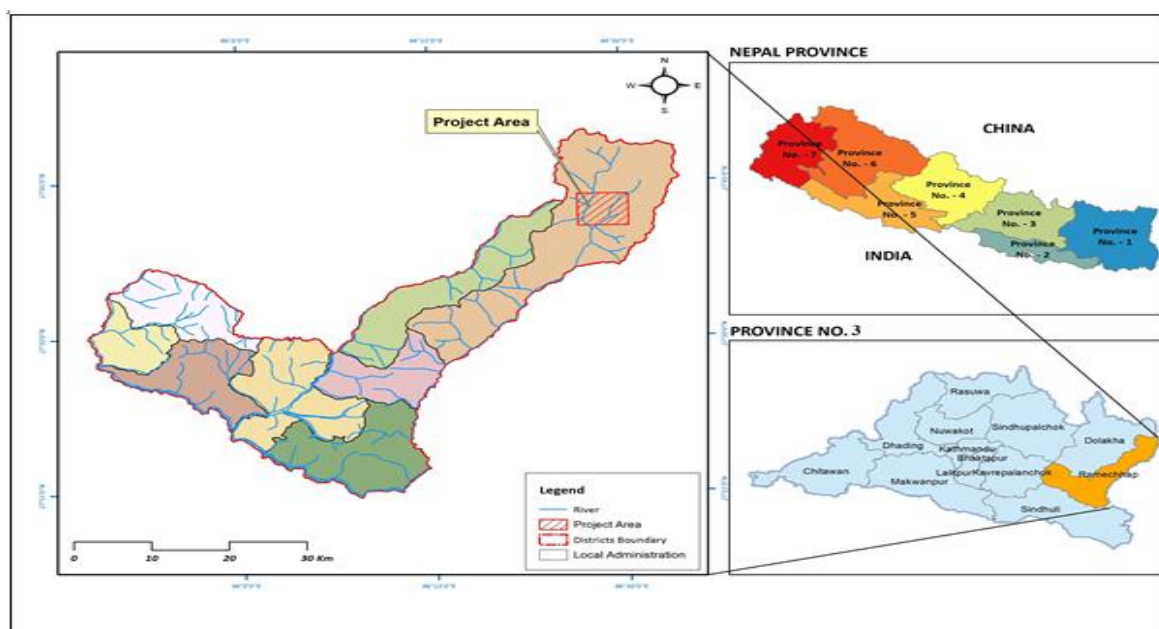 N
W
E
S
Project Area
Legend
River
Project Area
Districts Boundary
Local Administration
0
10
20
30 Km
NEPAL PROVINCE
CHINA
Province
No. - 7
Province
No. - 6
Province
No. - 4
Province
No. - 5
Province
No. - 3
Province
No. - 2
Province
No. - 1
INDIA
PROVINCE NO. 3
Rasuwa
Nuwakot
Sindhupalchok
Dhading
Kathmandu
Bhaktapur
Dolakha
Chitawan
Lalitpur
Kavrepalanchok
Ramechhap
Makwanpur
Sindhuli